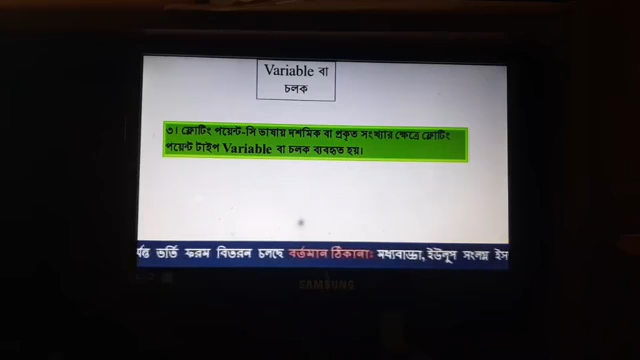 Variable বা
চলক
৩। ফ্লোটিং পয়েন্ট-সি ভাষায় দশমিক বা প্রকৃত সংখ্যার ক্ষেত্রে ফ্লোটিং
পয়েন্ট টাইপ Variable বা চলক ব্যবহৃত হয়।
ভর্তি ফরম বিতরন চলছে বর্তমান ঠিকানা: মধ্যবাড্ডা, ইউলুপ সংলগ্ন ইস
SAMSUNG